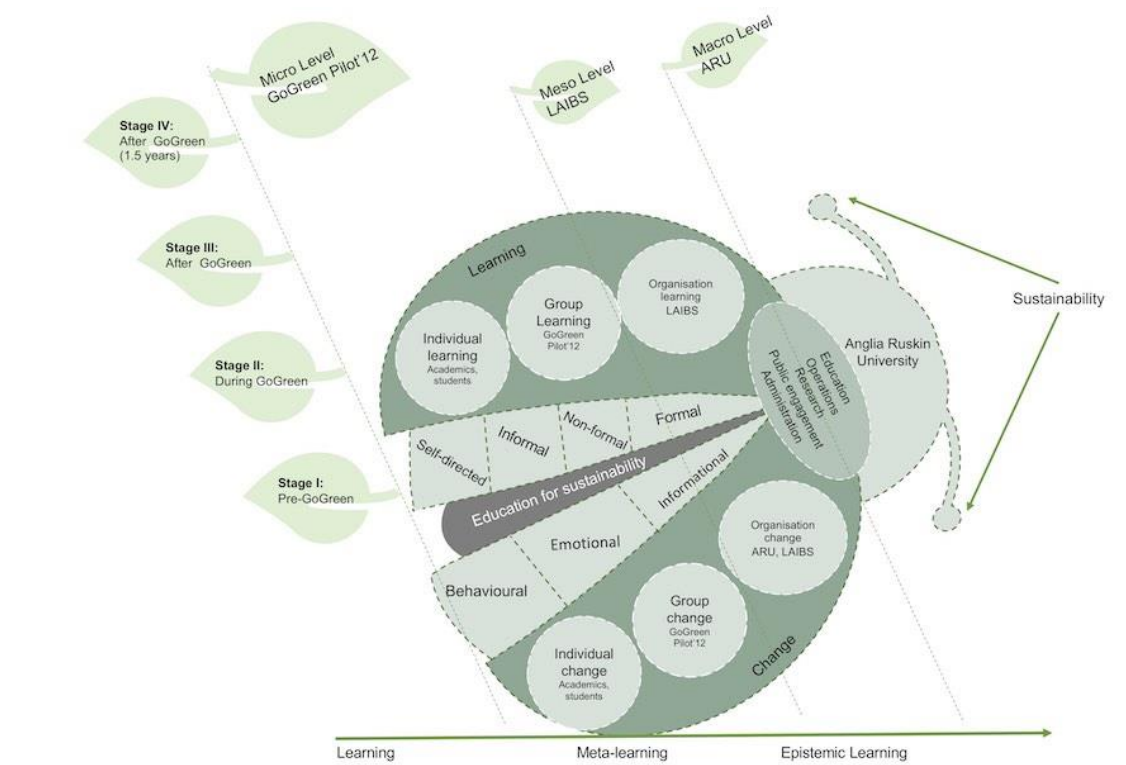 Micro Level
GoGreen Pilot'12
Meso Level
LAIBS
Macro Level
ARU
Stage IV:
After GoGreen
(1.5 years)
Stage III:
After GoGreen
Stage II:
During GoGreen
Stage I:
Pre-GoGreen
Learning
Individual
learning
Academics,
students
Group
Learning
GoGreen
Pilot'12
Organisation
learning
LAIBS
Sustainability
Anglia Ruskin
University
Education
Operations
Research
Public engagement
Administration
Self-directed
Informal
Non-formal
Formal
Education for sustainability
Behavioural
Emotional
Informational
Individual
change
Academics,
students
Group
change
GoGreen
Pilot'12
Organisation
change
ARU, LAIBS
Change
Learning
Meta-learning
Epistemic Learning